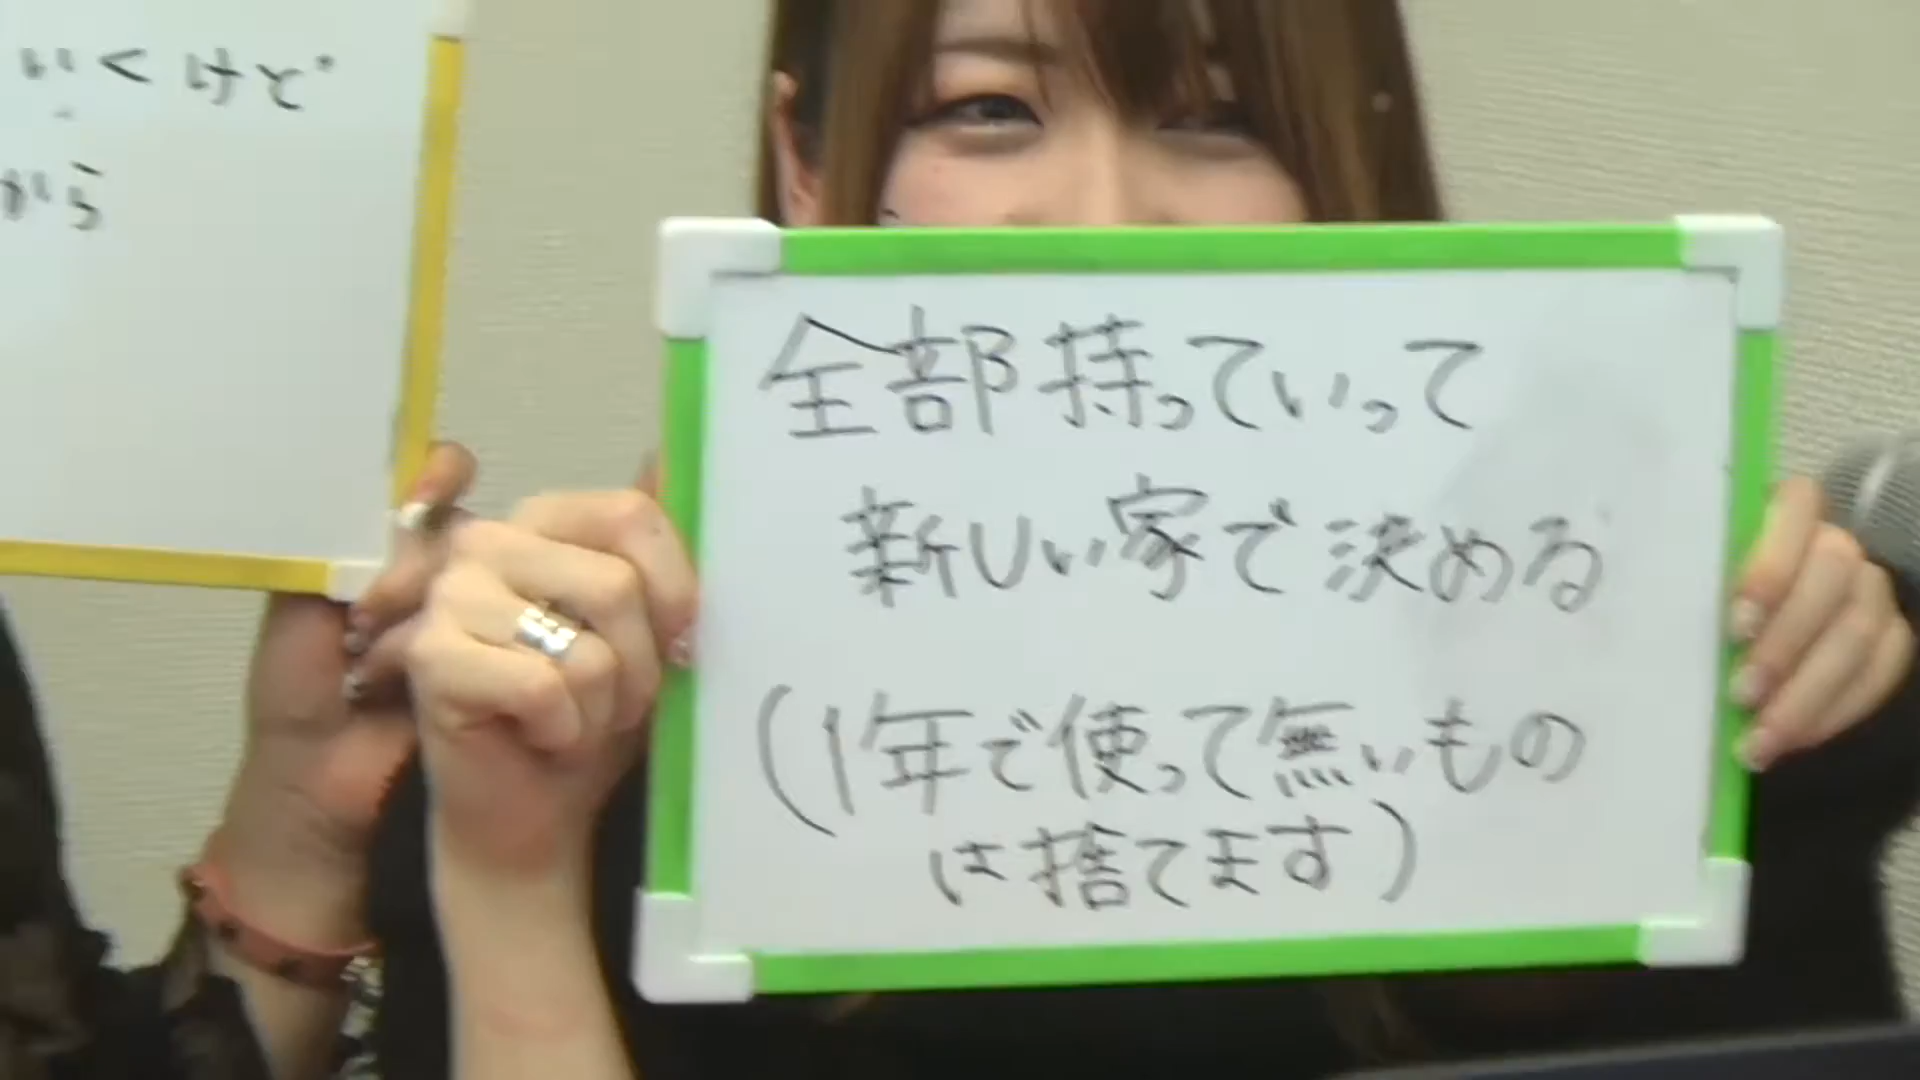 いくけど
から
全部持っていって
新しい家で決める
(1年で使って無いもの
は捨てます)